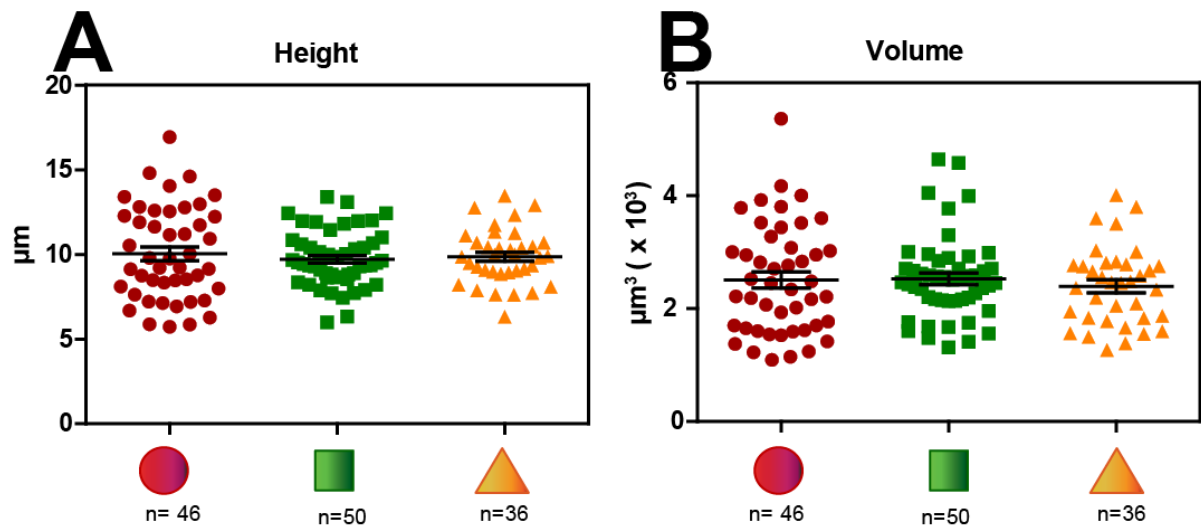 A
Height
20
15
10
5
0
μm
n= 46
n=50
n=36
B
Volume
6
4
2
0
μm³ ( x 10³)
n= 46
n=50
n=36